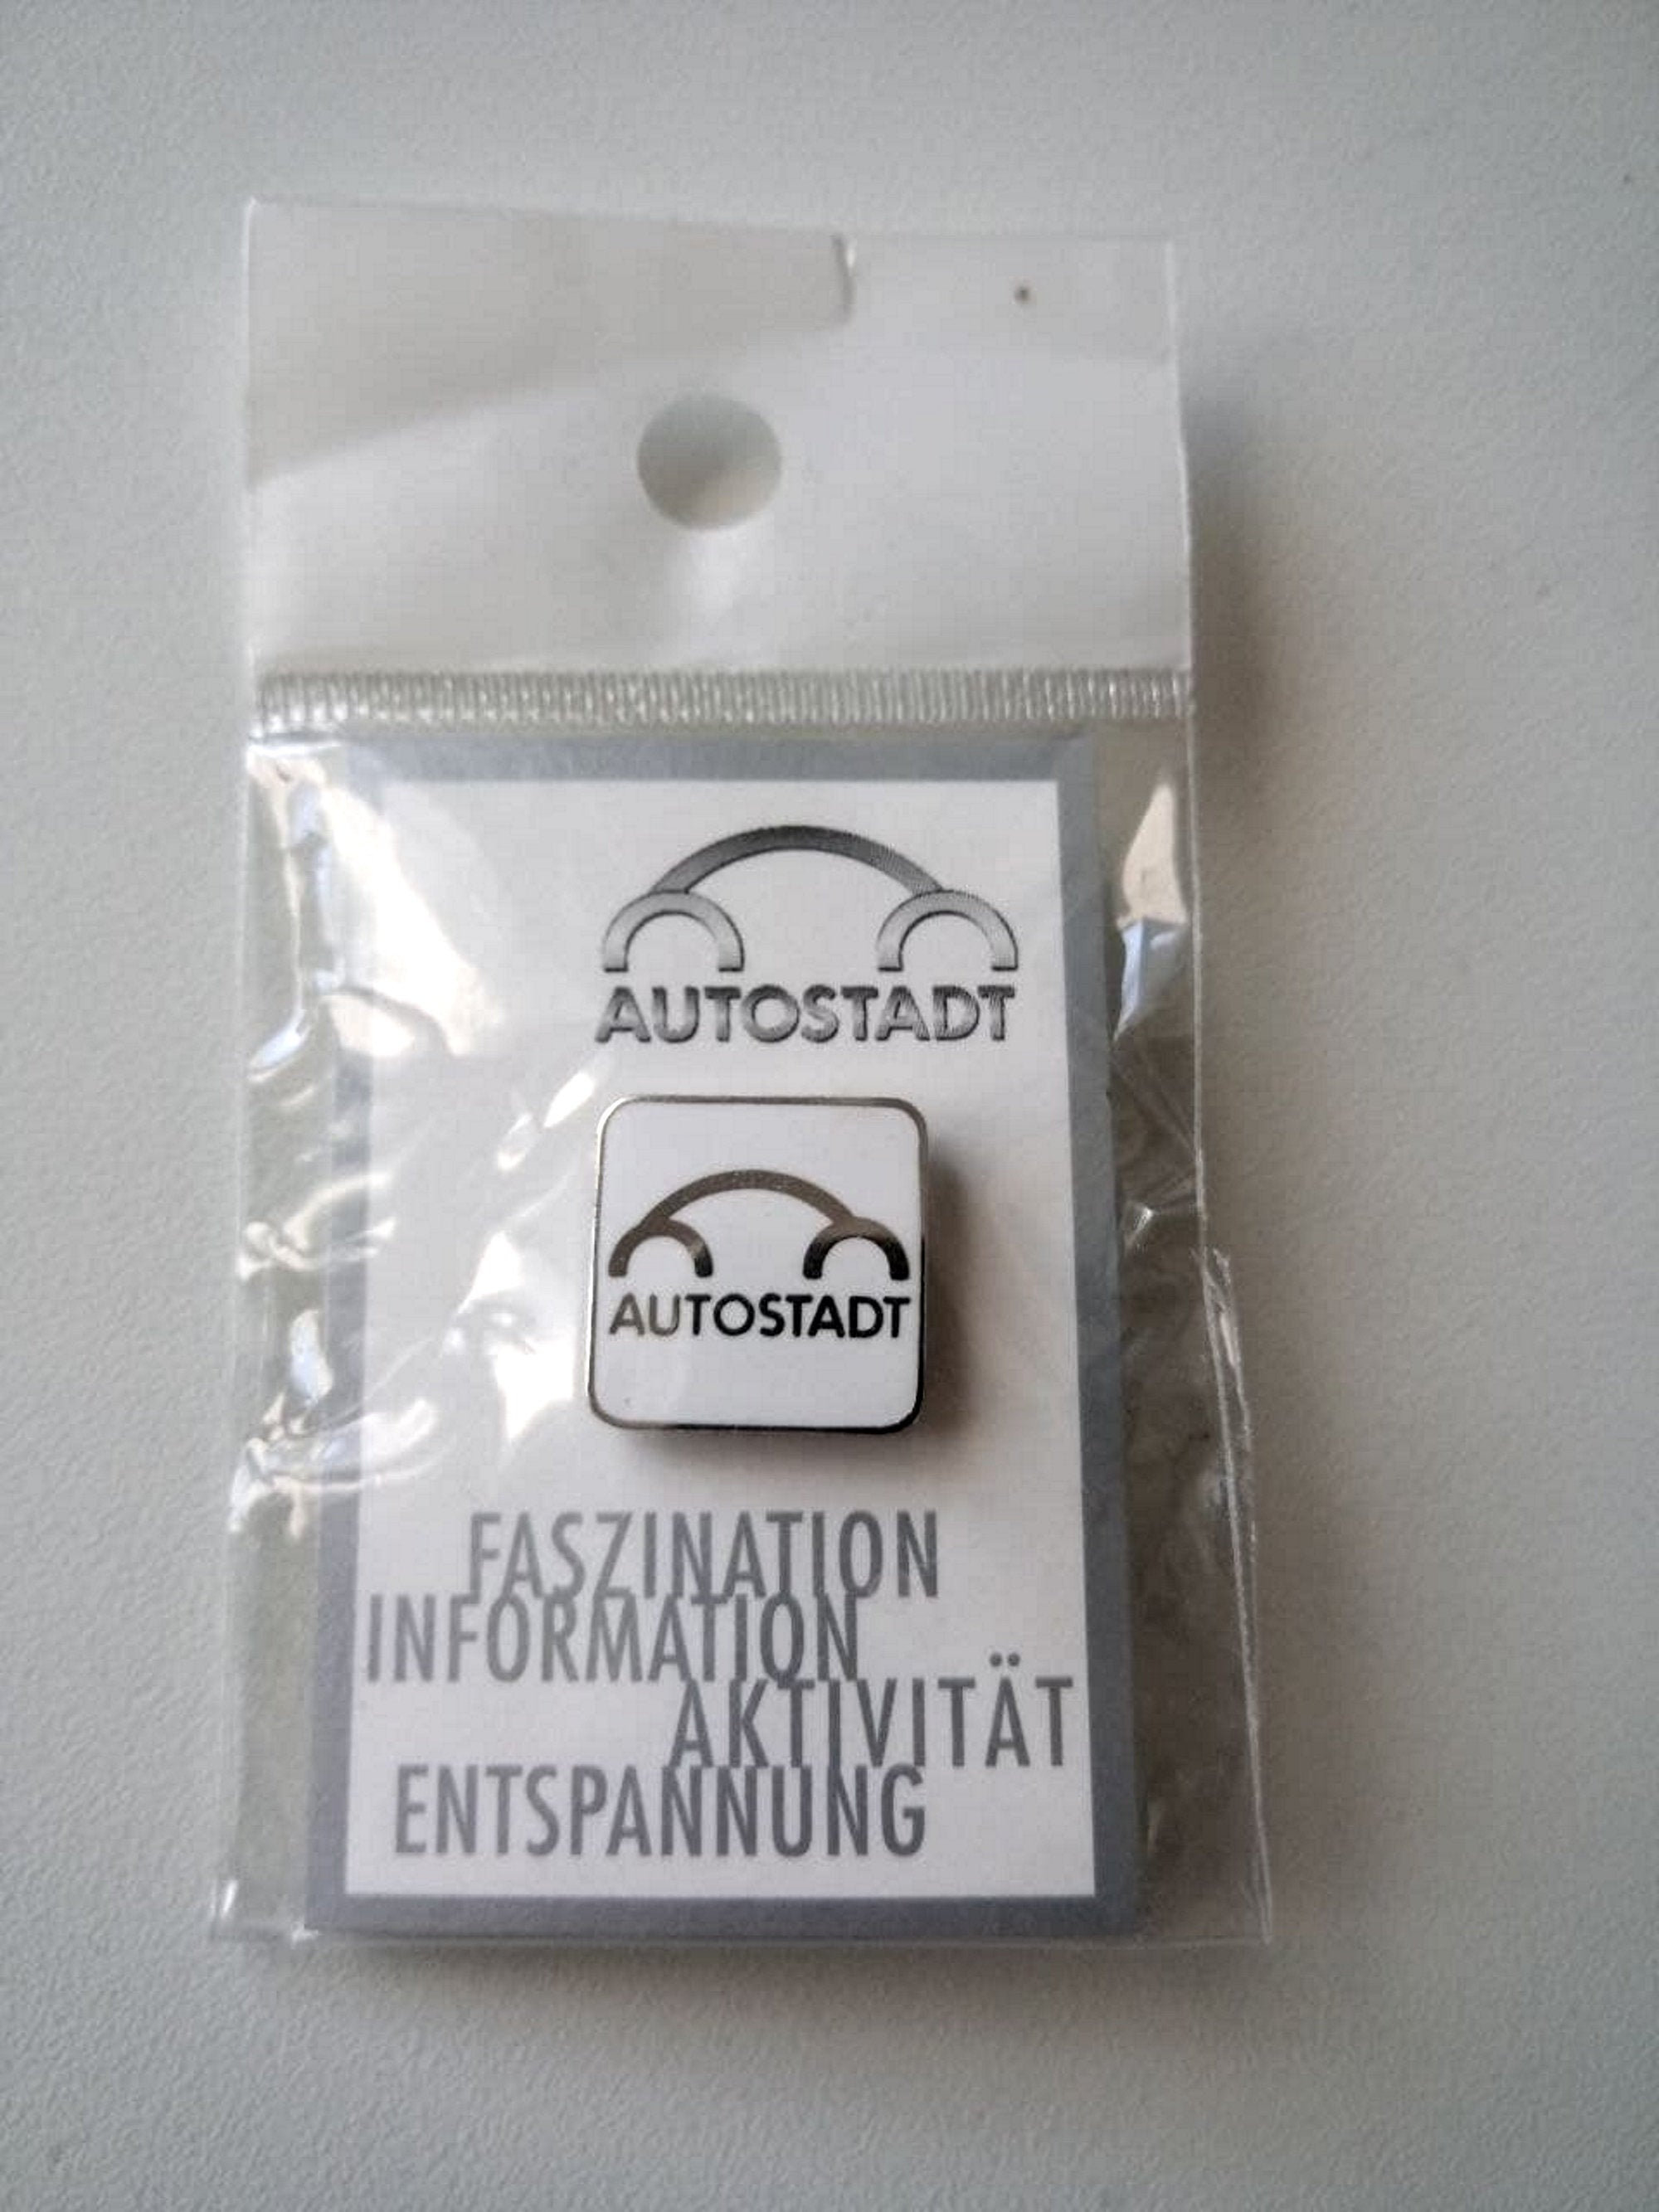 AUTOSTADT
AUTOSTADT
FASZINATION
INFORMATION
AKTIVITÄT
ENTSPANNUNG